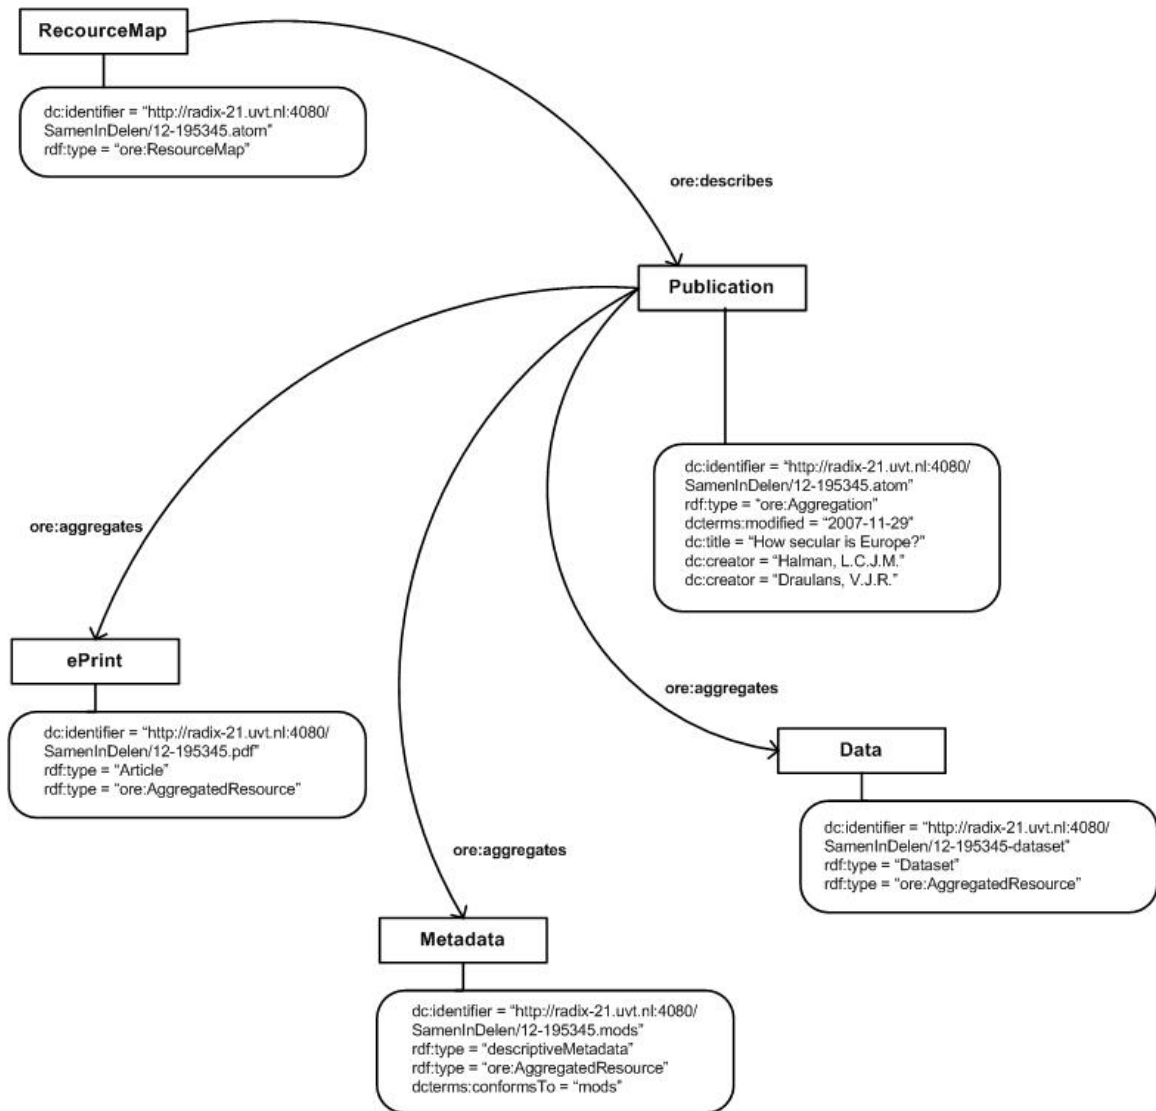 RecourceMap
dc:identifier = “http://radix-21.uvt.nl:4080/
SamenInDelen/12-195345.atom”
rdf:type = “ore:ResourceMap”
ore:describes
Publication
dc:identifier = “http://radix-21.uvt.nl:4080/
SamenInDelen/12-195345.atom”
rdf:type = “ore:Aggregation”
dcterms:modified = “2007-11-29”
dc:title = “How secular is Europe?”
dc:creator = “Halman, L.C.J.M.”
dc:creator = “Draulans, V.J.R.”
ore:aggregates
ePrint
dc:identifier = “http://radix-21.uvt.nl:4080/
SamenInDelen/12-195345.pdf”
rdf:type = “Article”
rdf:type = “ore:AggregatedResource”
ore:aggregates
Data
dc:identifier = “http://radix-21.uvt.nl:4080/
SamenInDelen/12-195345-dataset”
rdf:type = “Dataset”
rdf:type = “ore:AggregatedResource”
ore:aggregates
Metadata
dc:identifier = “http://radix-21.uvt.nl:4080/
SamenInDelen/12-195345.mods”
rdf:type = “descriptiveMetadata”
rdf:type = “ore:AggregatedResource”
dcterms:conformsTo = “mods”